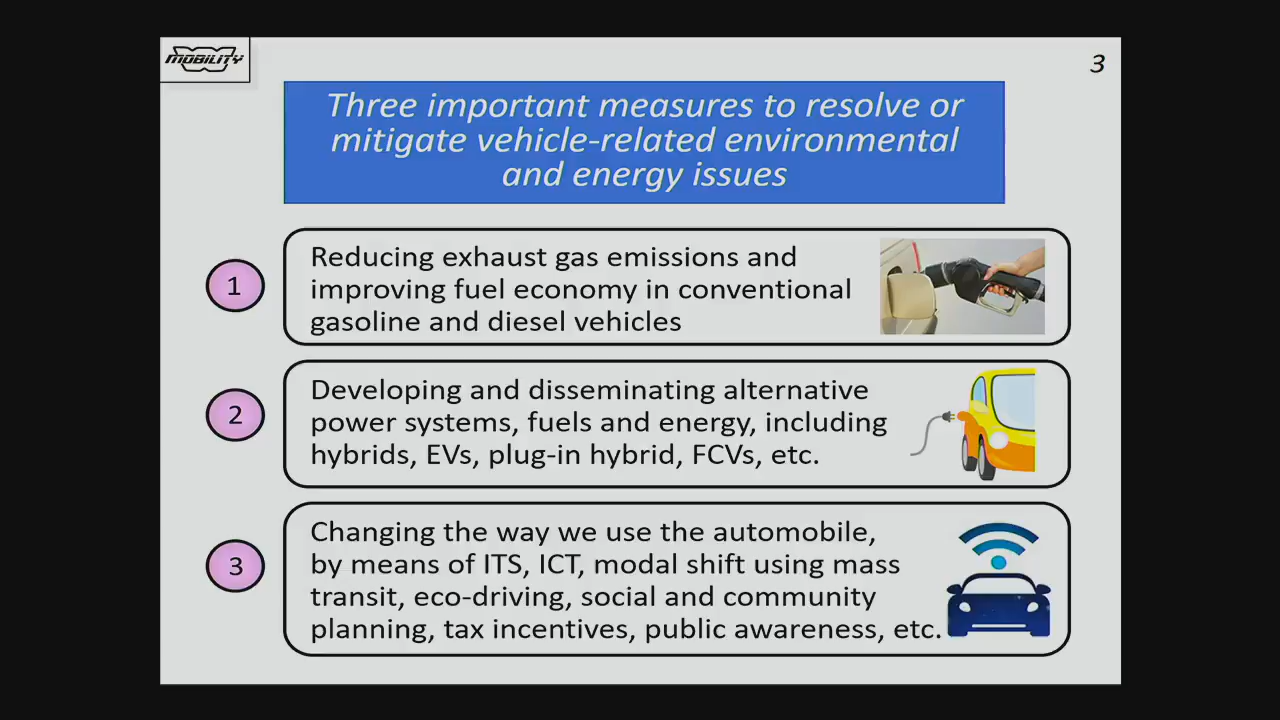 MOBILITY
3
Three important measures to resolve or
mitigate vehicle-related environmental
and energy issues
1
Reducing exhaust gas emissions and
improving fuel economy in conventional
gasoline and diesel vehicles
2
Developing and disseminating alternative
power systems, fuels and energy, including
hybrids, EVs, plug-in hybrid, FCVs, etc.
3
Changing the way we use the automobile,
by means of ITS, ICT, modal shift using mass
transit, eco-driving, social and community
planning, tax incentives, public awareness, etc.